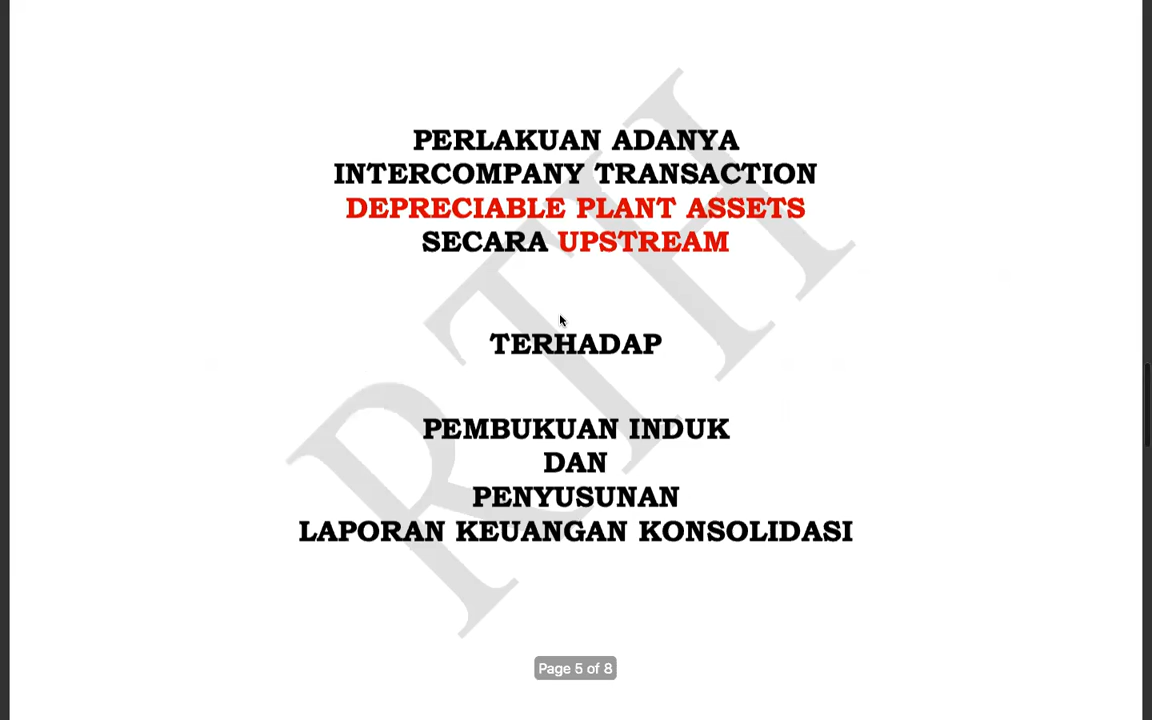 PERLAKUAN ADANYA
INTERCOMPANY TRANSACTION
DEPRECIABLE PLANT ASSETS
SECARA UPSTREAM
TERHADAP
PEMBUKUAN INDUK
DAN
PENYUSUNAN
LAPORAN KEUANGAN KONSOLIDASI
RTH
Page 5 of 8